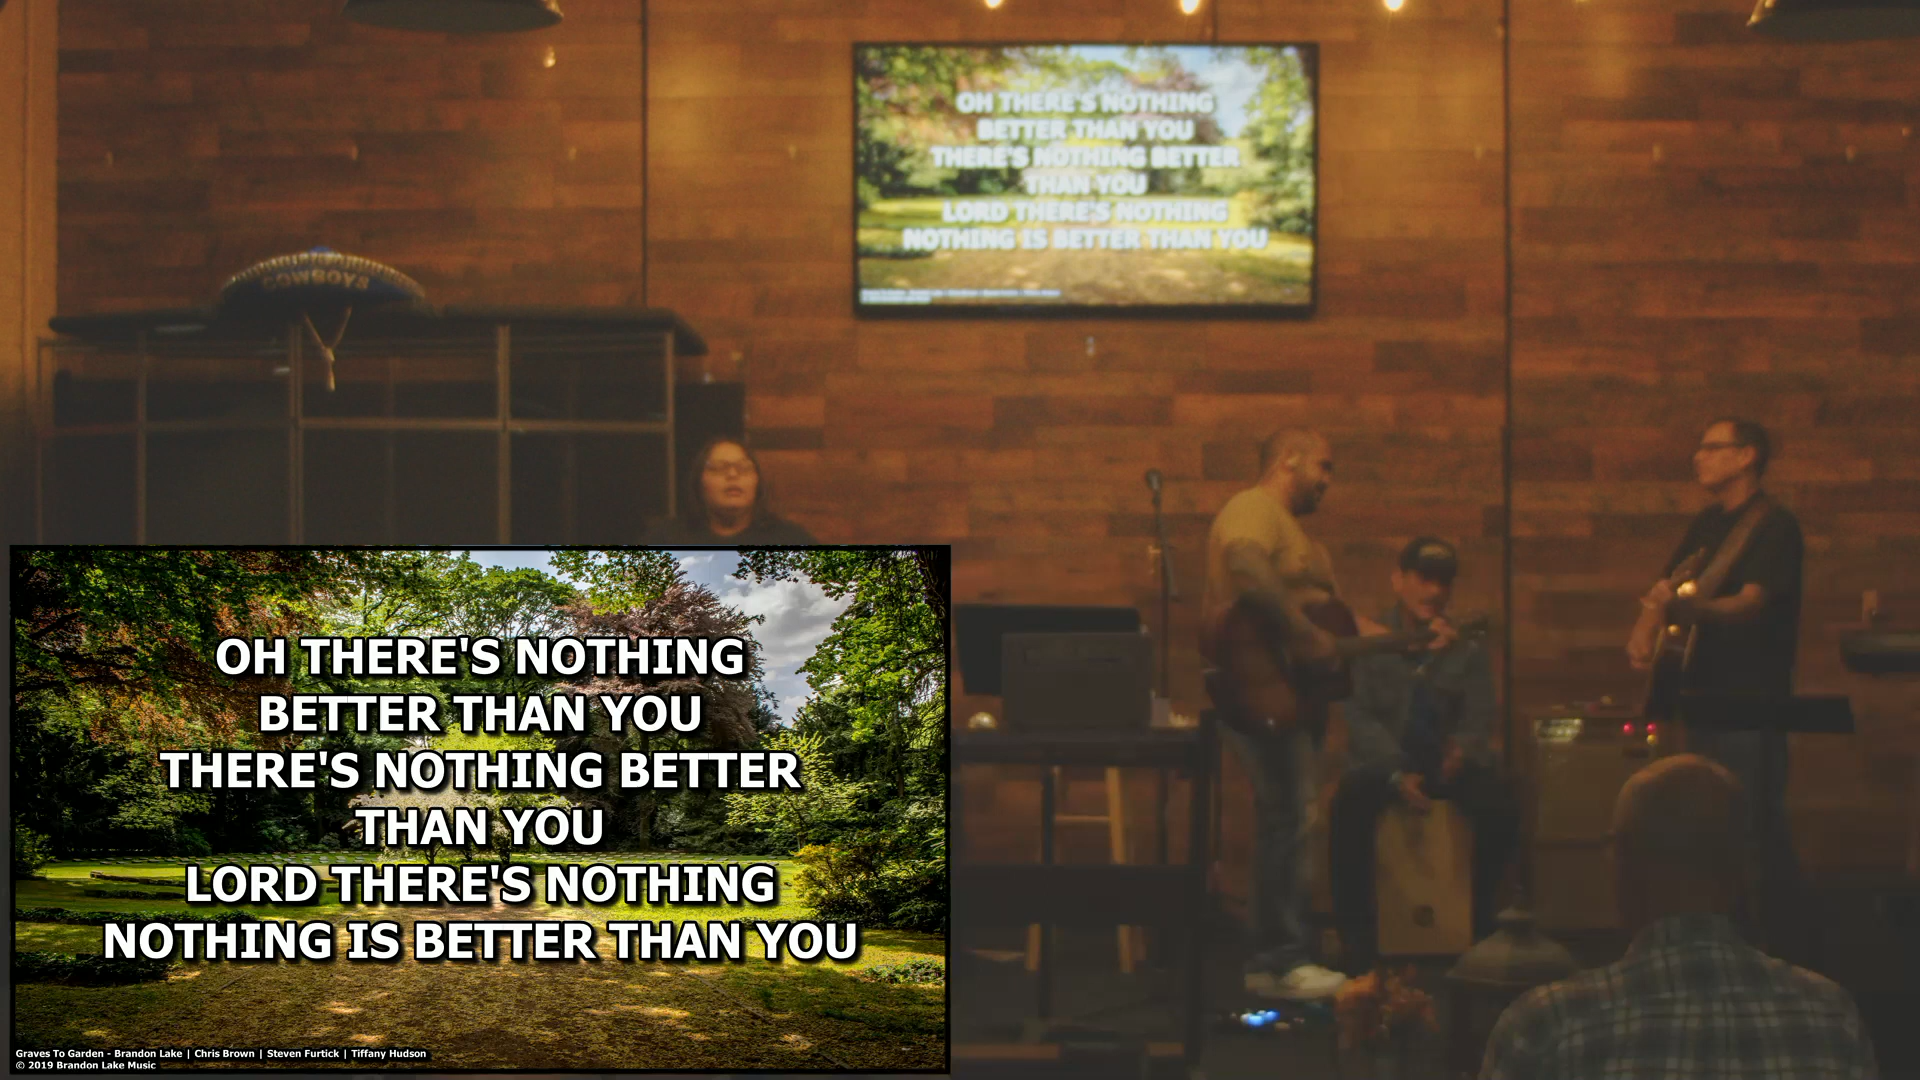 OH THERE'S NOTHING
BETTER THAN YOU
THERE'S NOTHING BETTER
THAN YOU
LORD THERE'S NOTHING
NOTHING IS BETTER THAN YOU
COWBOYS
OH THERE'S NOTHING
BETTER THAN YOU
THERE'S NOTHING BETTER
THAN YOU
LORD THERE'S NOTHING
NOTHING IS BETTER THAN YOU
Graves To Garden - Brandon Lake | Chris Brown | Steven Furtick | Tiffany Hudson
© 2019 Brandon Lake Music